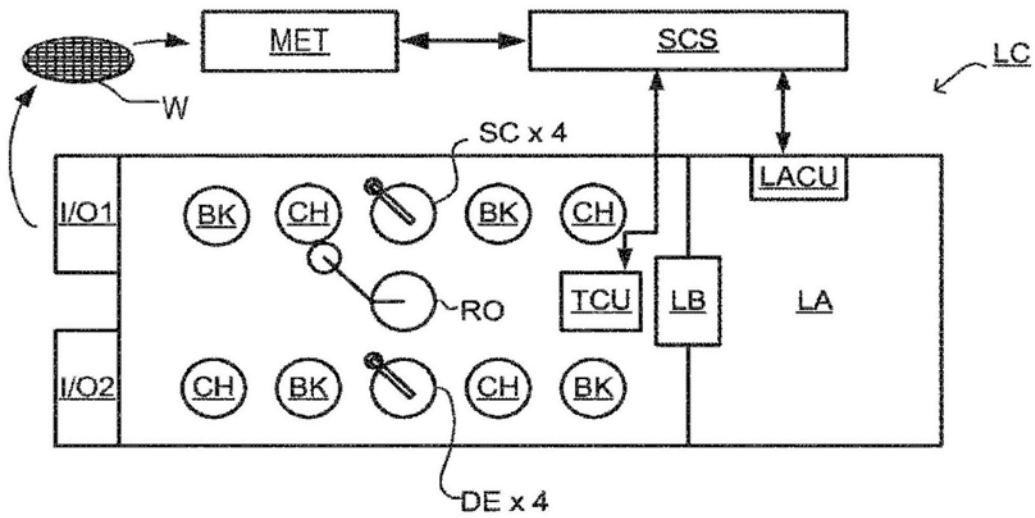 MET
SCS
LC
W
SC x 4
LACU
I/O1
BK
CH
BK
CH
TCU
LB
LA
RO
I/O2
CH
BK
CH
BK
DE x 4